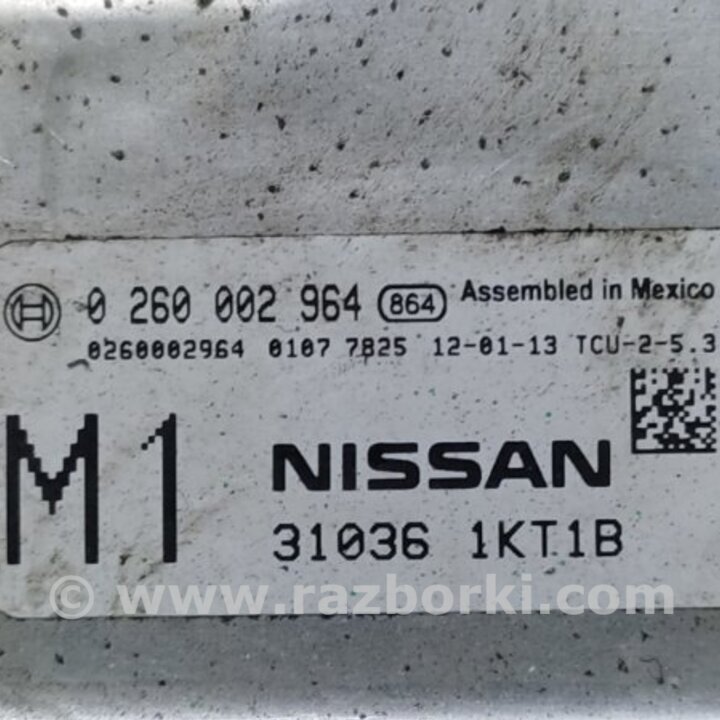 0 260 002 964 864 Assembled in Mexico
0260002964 0107 7825 12-01-13 TCU-2-5.3
M1
NISSAN
31036 1KT1B
© www.razborki.com